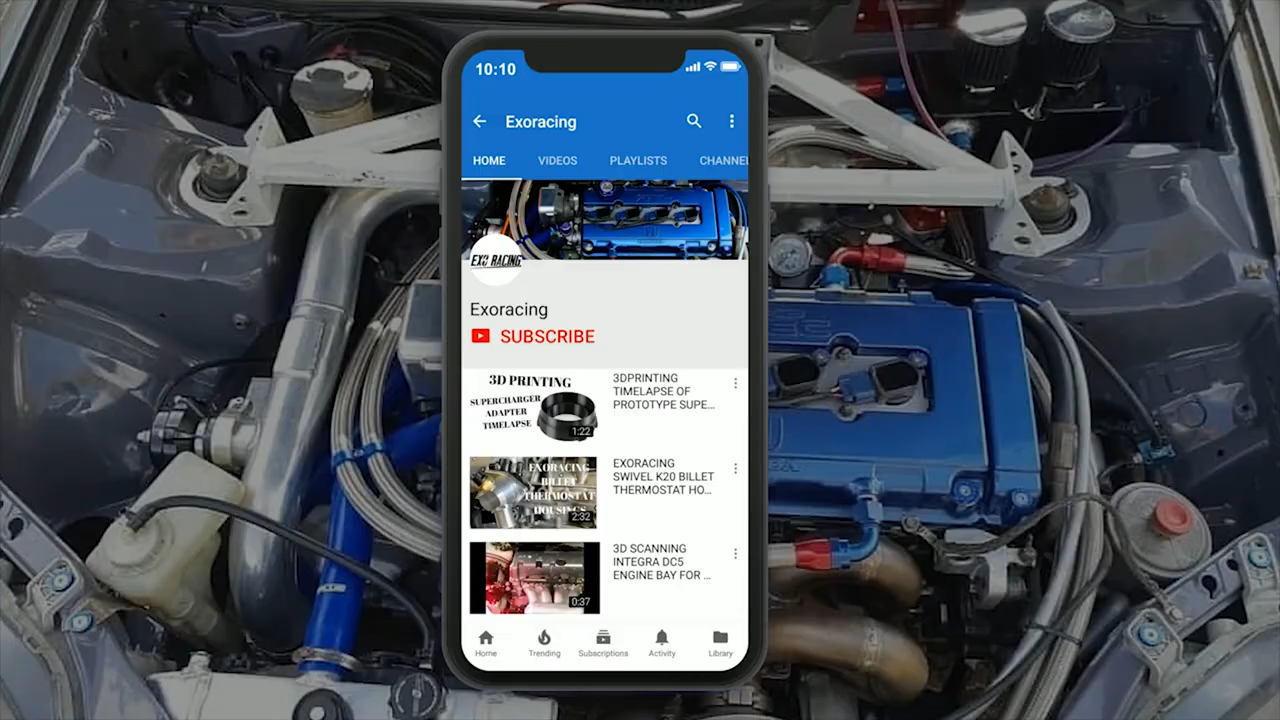 10:10
Exoracing
HOME VIDEOS PLAYLISTS CHANNEL
EXO RACING
Exoracing
SUBSCRIBE
3D PRINTING
SUPERCHARGER
ADAPTER
TIMELAPSE
1:22
3DPRINTING
TIMELAPSE OF
PROTOTYPE SUPE...
EXORACING
BILLET
THERMOSTAT
HOUSINGS
2:32
EXORACING
SWIVEL K20 BILLET
THERMOSTAT HO...
0:37
3D SCANNING
INTEGRA DC5
ENGINE BAY FOR ...
Home Trending Subscriptions Activity Library